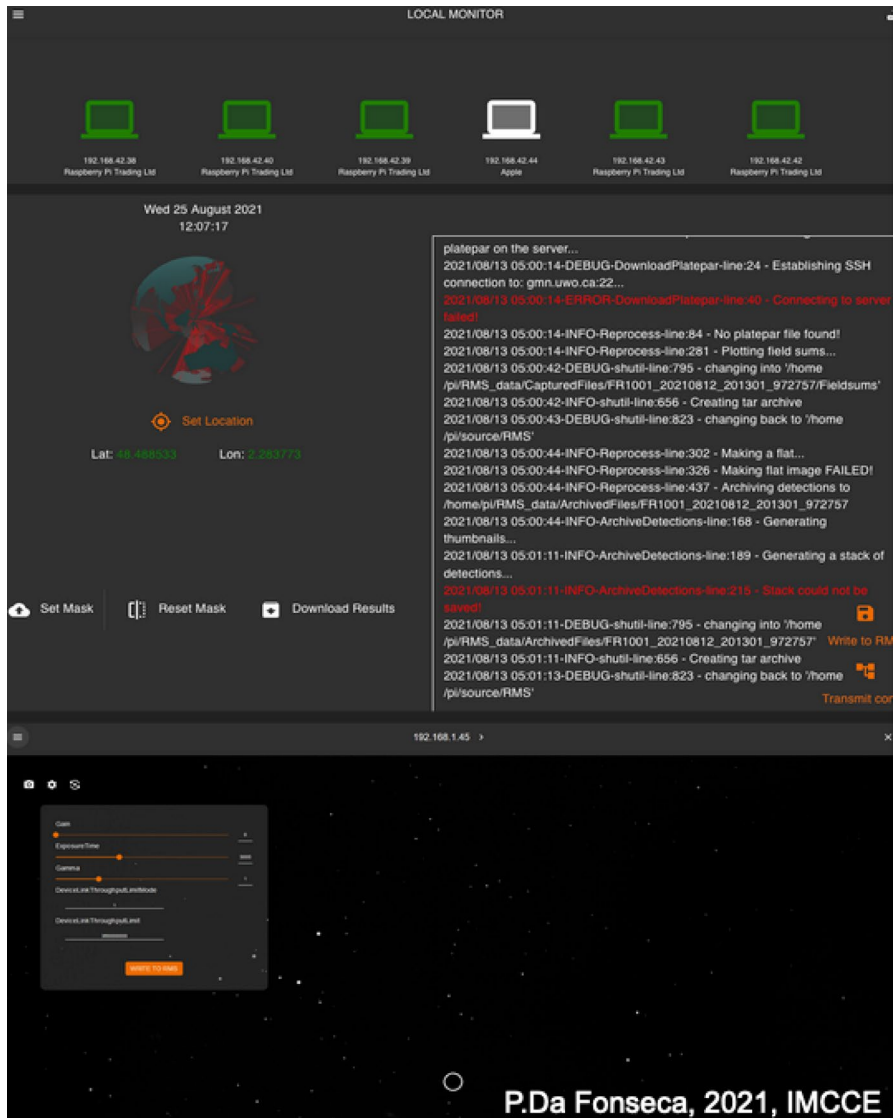 LOCAL MONITOR
192.168.42.38
Raspberry Pi Trading Ltd
192.168.42.40
Raspberry Pi Trading Ltd
192.168.42.39
Raspberry Pi Trading Ltd
192.168.42.44
Apple
192.168.42.43
Raspberry Pi Trading Ltd
192.168.42.42
Raspberry Pi Trading Ltd
Wed 25 August 2021
12:07:17
Set Location
Lat: 48.488533 Lon: 2.283773
Set Mask
Reset Mask
Download Results
platepar on the server...
2021/08/13 05:00:14-DEBUG-DownloadPlatepar-line:24 - Establishing SSH
connection to: gmn.uwo.ca:22...
2021/08/13 05:00:14-ERROR-DownloadPlatepar-line:40 - Connecting to server
failed!
2021/08/13 05:00:14-INFO-Reprocess-line:84 - No platepar file found!
2021/08/13 05:00:14-INFO-Reprocess-line:281 - Plotting field sums...
2021/08/13 05:00:42-DEBUG-shutil-line:795 - changing into '/home
/pi/RMS_data/CapturedFiles/FR1001_20210812_201301_972757/Fieldsums'
2021/08/13 05:00:42-INFO-shutil-line:656 - Creating tar archive
2021/08/13 05:00:43-DEBUG-shutil-line:823 - changing back to '/home
/pi/source/RMS'
2021/08/13 05:00:44-INFO-Reprocess-line:302 - Making a flat...
2021/08/13 05:00:44-INFO-Reprocess-line:326 - Making flat image FAILED!
2021/08/13 05:00:44-INFO-Reprocess-line:437 - Archiving detections to
/home/pi/RMS_data/ArchivedFiles/FR1001_20210812_201301_972757
2021/08/13 05:00:44-INFO-ArchiveDetections-line:168 - Generating
thumbnails...
2021/08/13 05:01:11-INFO-ArchiveDetections-line:189 - Generating a stack of
detections...
2021/08/13 05:01:11-INFO-ArchiveDetections-line:215 - Stack could not be
saved!
2021/08/13 05:01:11-DEBUG-shutil-line:795 - changing into '/home
/pi/RMS_data/ArchivedFiles/FR1001_20210812_201301_972757'
2021/08/13 05:01:11-INFO-shutil-line:656 - Creating tar archive
2021/08/13 05:01:13-DEBUG-shutil-line:823 - changing back to '/home
/pi/source/RMS'
Write to RM
Transmit con
192.168.1.45 >
Gain
ExposureTime
Gamma
DeviceLinkThroughputLimitMode
DeviceLinkThroughputLimit
WRITE TO RMS
P.Da Fonseca, 2021, IMCCE